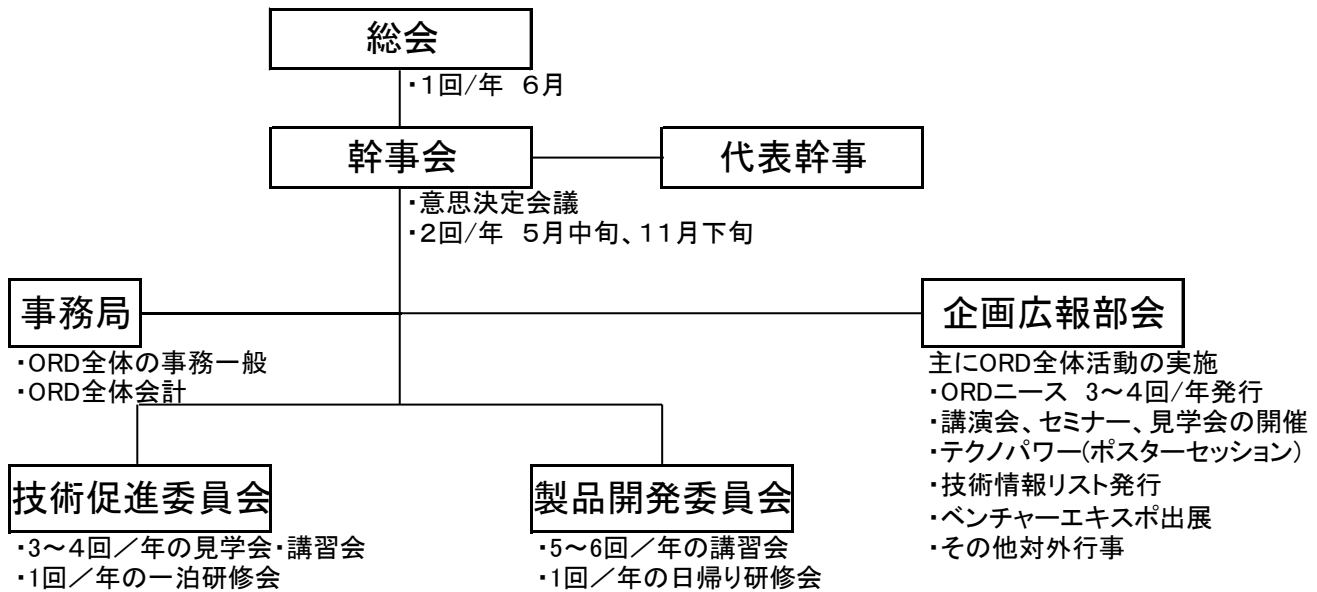 総会
・１回/年　６月
幹事会
代表幹事
・意思決定会議
・２回/年　５月中旬、１１月下旬
事務局
・ORD全体の事務一般
・ORD全体会計
企画広報部会
主にORD全体活動の実施
・ORDニース　3～４回/年発行
・講演会、セミナー、見学会の開催
・テクノパワー(ポスターセッション)
・技術情報リスト発行
・ベンチャーエキスポ出展
・その他対外行事
技術促進委員会
・3～４回／年の見学会・講習会
・1回／年の一泊研修会
製品開発委員会
・5～6回／年の講習会
・1回／年の日帰り研修会